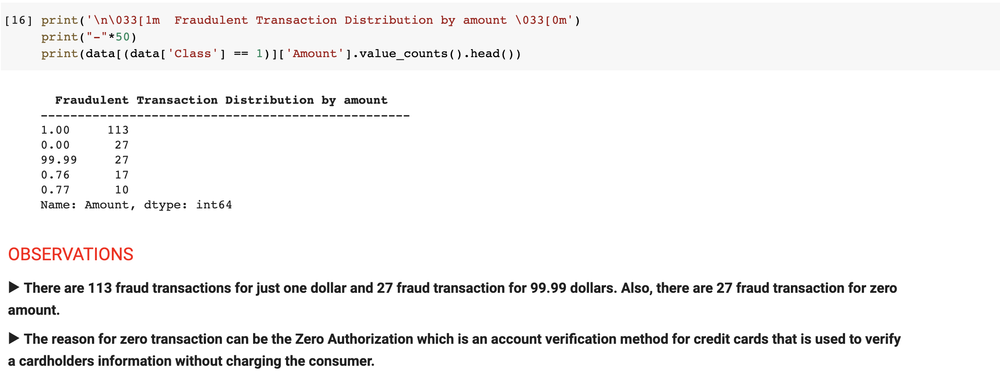 [16] print('\n\033[1m  Fraudulent Transaction Distribution by amount \033[0m')
print("-"*50)
print(data[(data['Class'] == 1)]['Amount'].value_counts().head())
Fraudulent Transaction Distribution by amount
--------------------------------------------------
1.00     113
0.00      27
99.99     27
0.76      17
0.77      10
Name: Amount, dtype: int64
OBSERVATIONS
▶ There are 113 fraud transactions for just one dollar and 27 fraud transaction for 99.99 dollars. Also, there are 27 fraud transaction for zero
amount.
▶ The reason for zero transaction can be the Zero Authorization which is an account verification method for credit cards that is used to verify
a cardholders information without charging the consumer.